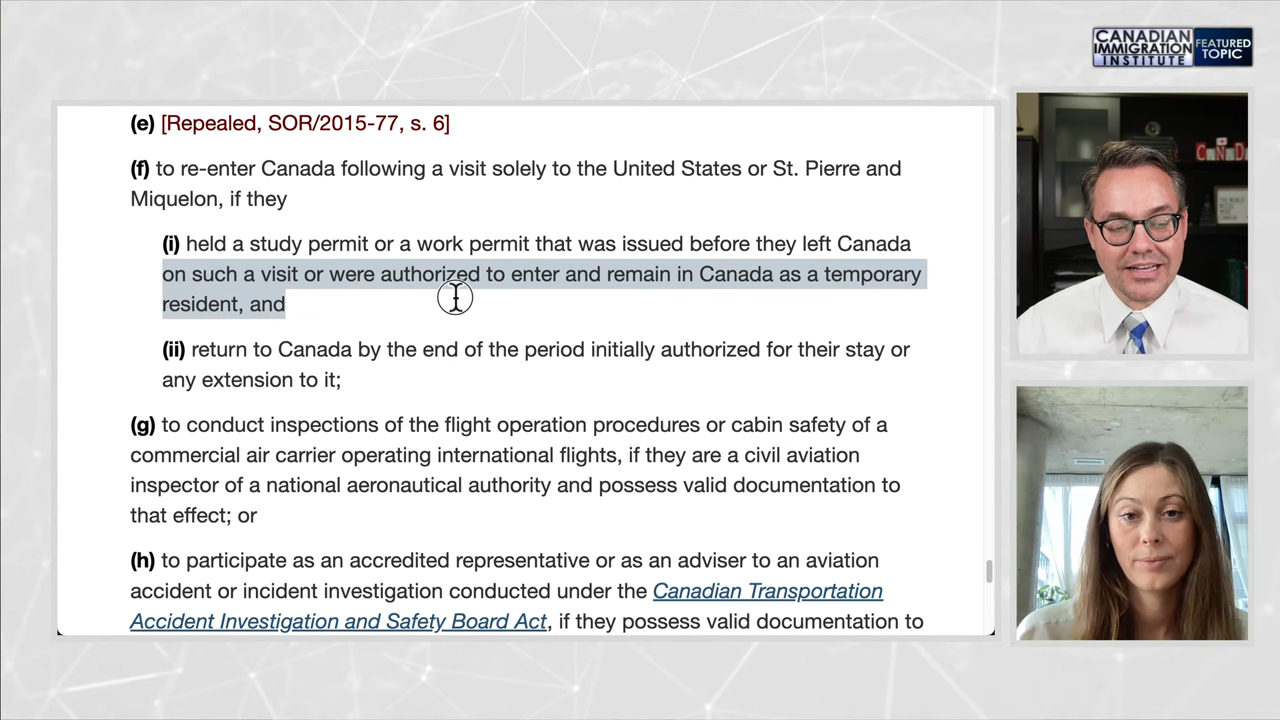 CANADIAN
IMMIGRATION
INSTITUTE
FEATURED
TOPIC
(e) [Repealed, SOR/2015-77, s. 6]
(f) to re-enter Canada following a visit solely to the United States or St. Pierre and
Miquelon, if they
(i) held a study permit or a work permit that was issued before they left Canada
on such a visit or were authorized to enter and remain in Canada as a temporary
resident, and
(ii) return to Canada by the end of the period initially authorized for their stay or
any extension to it;
(g) to conduct inspections of the flight operation procedures or cabin safety of a
commercial air carrier operating international flights, if they are a civil aviation
inspector of a national aeronautical authority and possess valid documentation to
that effect; or
(h) to participate as an accredited representative or as an adviser to an aviation
accident or incident investigation conducted under the Canadian Transportation
Accident Investigation and Safety Board Act, if they possess valid documentation to